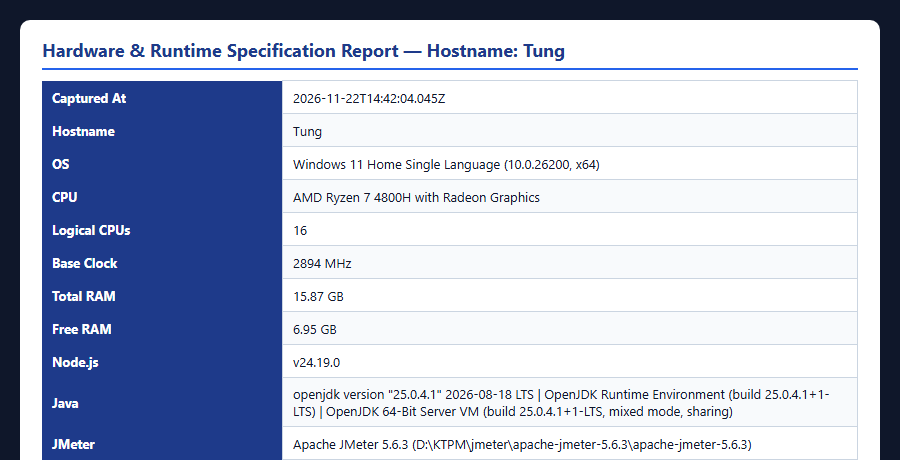 Hardware & Runtime Specification Report — Hostname: Tung
Captured At 2026-11-22T14:42:04.045Z
Hostname Tung
OS Windows 11 Home Single Language (10.0.26200, x64)
CPU AMD Ryzen 7 4800H with Radeon Graphics
Logical CPUs 16
Base Clock 2894 MHz
Total RAM 15.87 GB
Free RAM 6.95 GB
Node.js v24.19.0
Java openjdk version "25.0.4.1" 2026-08-18 LTS | OpenJDK Runtime Environment (build 25.0.4.1+1-
LTS) | OpenJDK 64-Bit Server VM (build 25.0.4.1+1-LTS, mixed mode, sharing)
JMeter Apache JMeter 5.6.3 (D:\KTPM\jmeter\apache-jmeter-5.6.3\apache-jmeter-5.6.3)